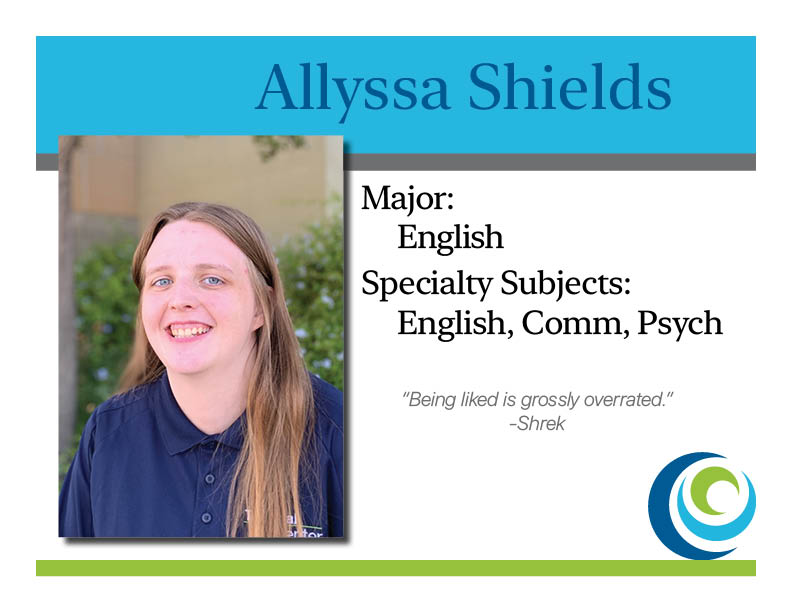 Allyssa Shields
Major:
English
Specialty Subjects:
English, Comm, Psych
"Being liked is grossly overrated."
-Shrek